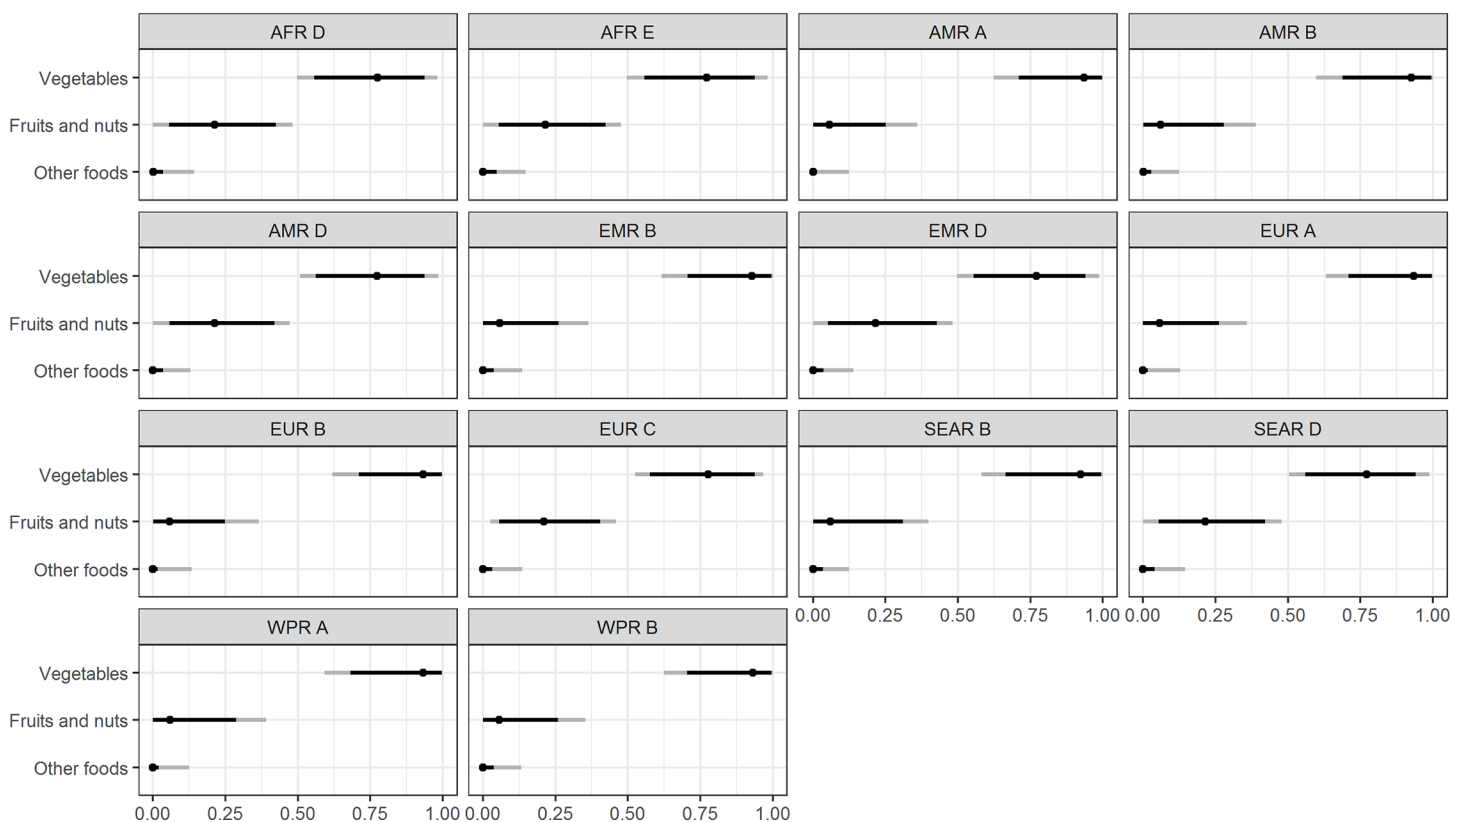 AFR D AFR E AMR A AMR B
Vegetables
Fruits and nuts
Other foods
AMR D EMR B EMR D EUR A
Vegetables
Fruits and nuts
Other foods
EUR B EUR C SEAR B SEAR D
Vegetables
Fruits and nuts
Other foods
0.00 0.25 0.50 0.75 1.00 0.00 0.25 0.50 0.75 1.00
WPR A WPR B
Vegetables
Fruits and nuts
Other foods
0.00 0.25 0.50 0.75 1.00 0.00 0.25 0.50 0.75 1.00